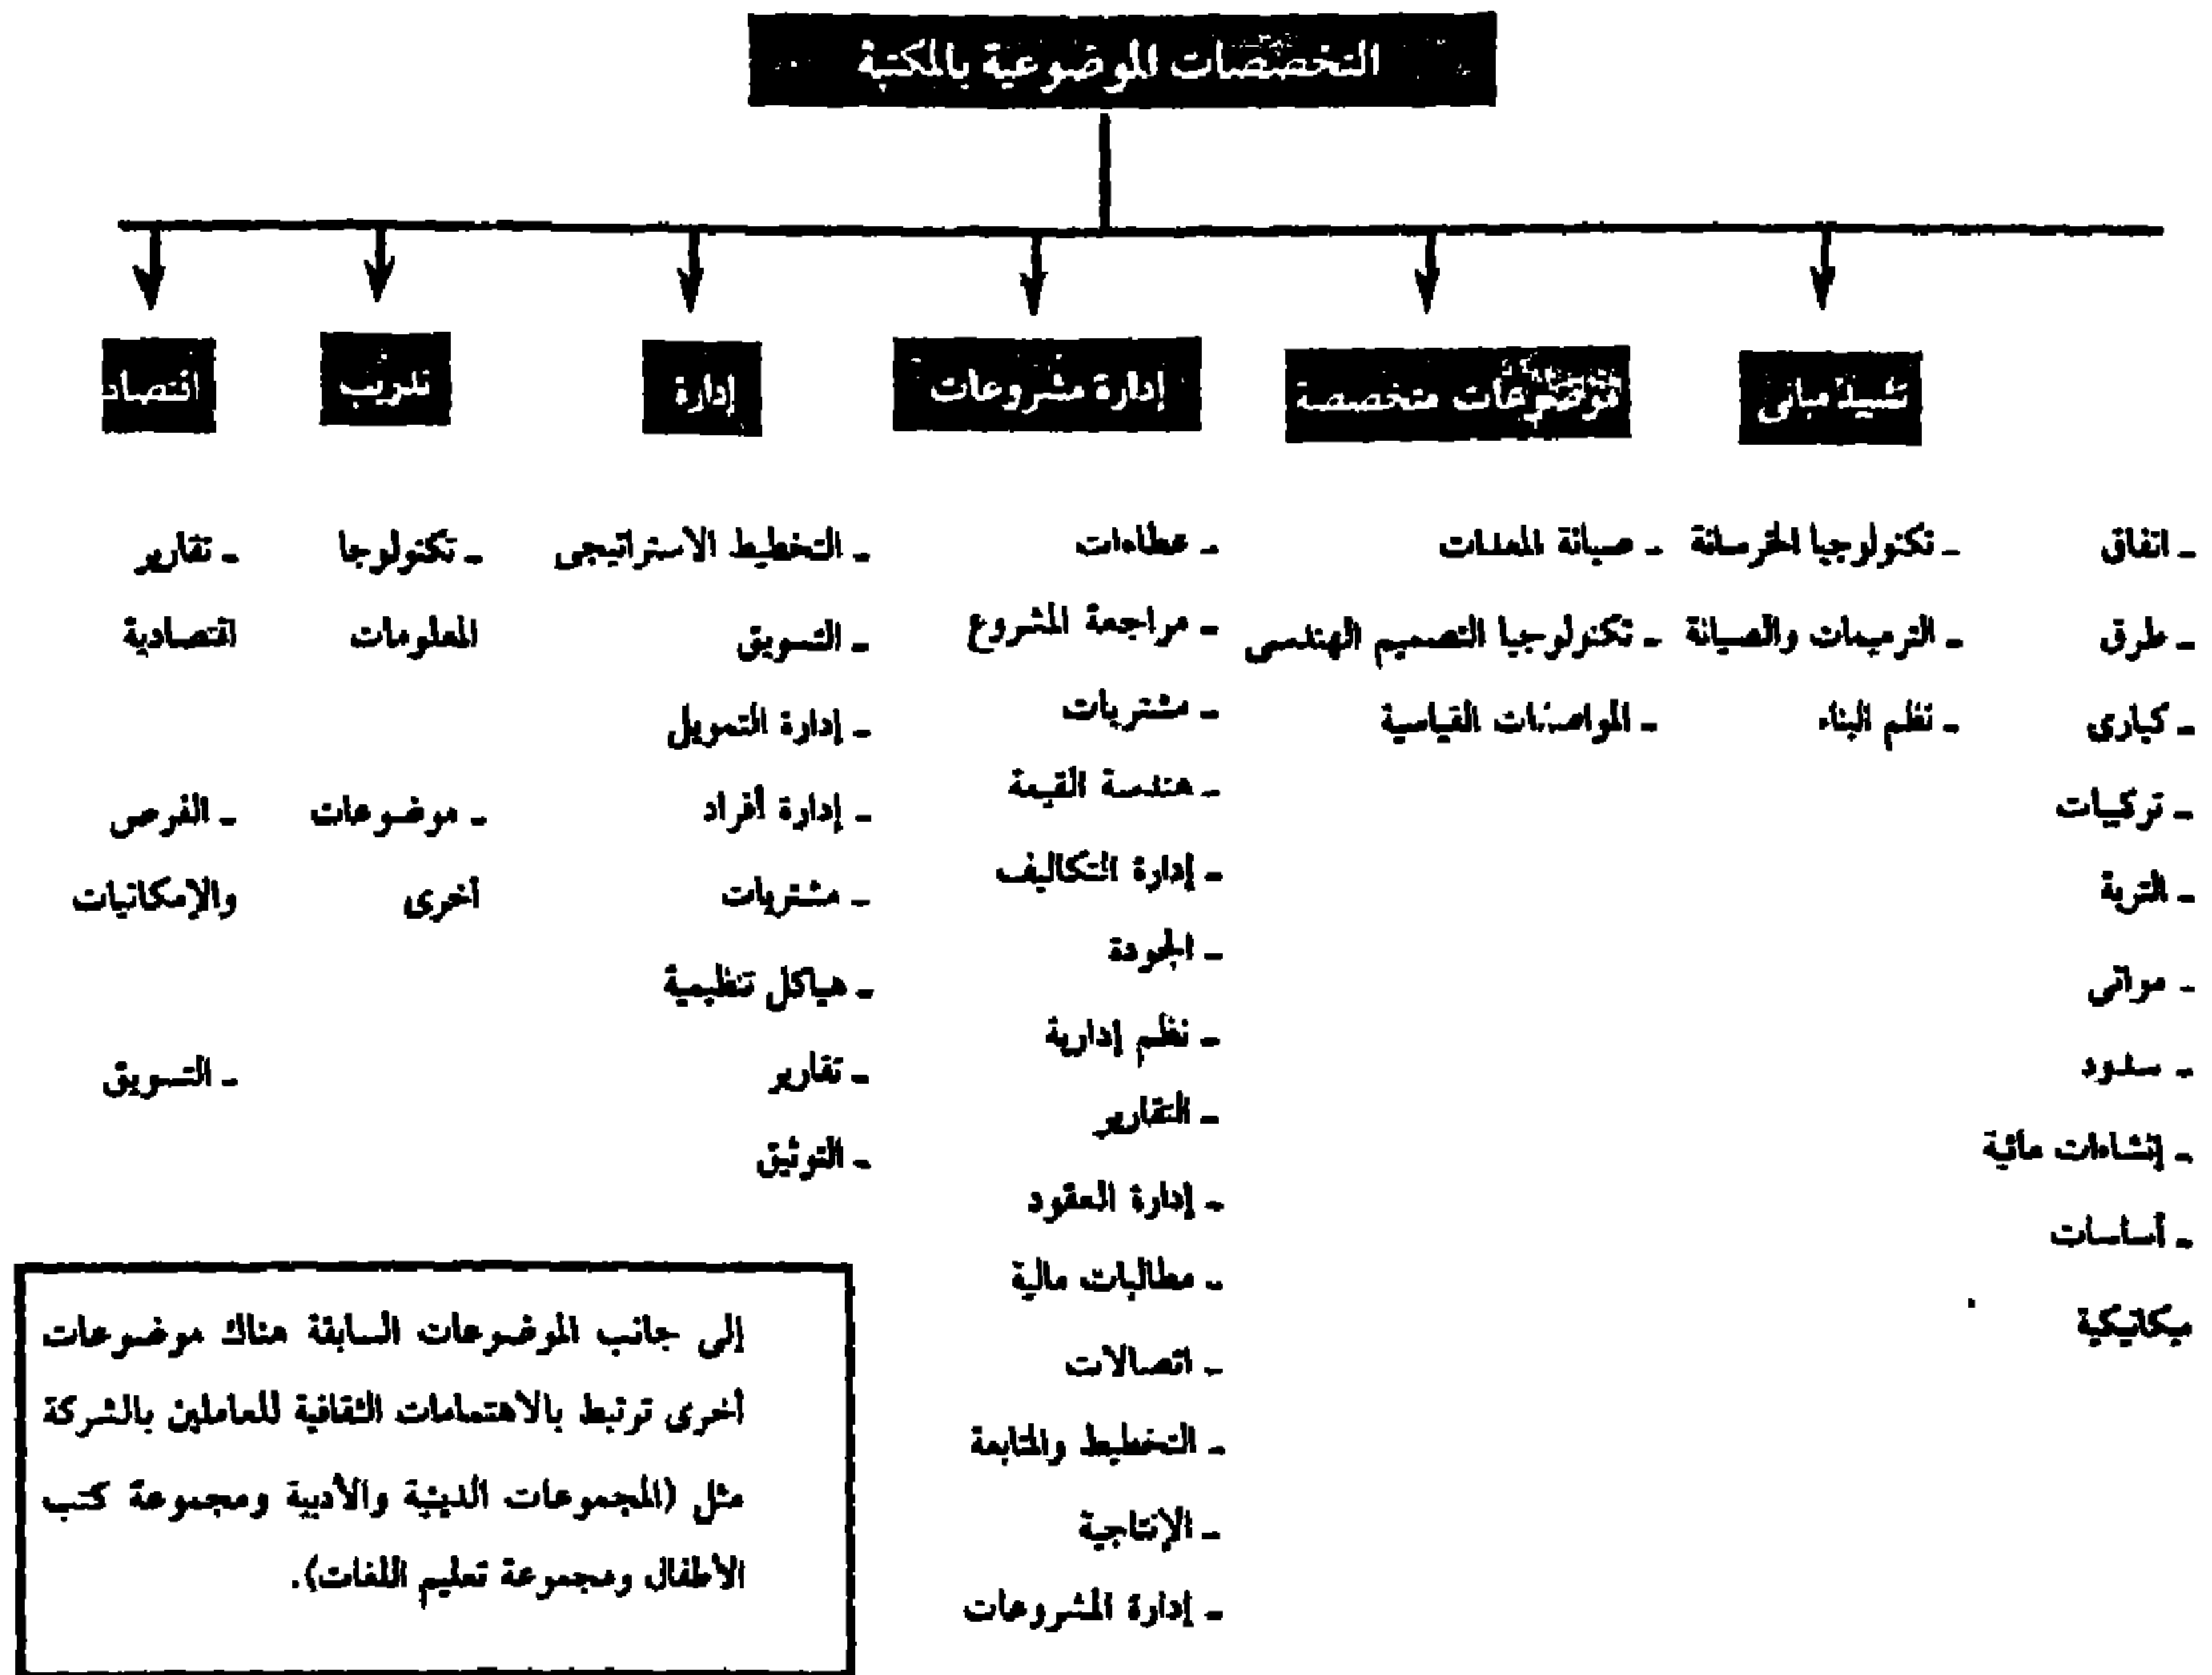 التخصصات الموضوعية بالمكتبة
تشييد مباني
موضوعات متخصصة
إدارة مشروعات
إدارة
تدريب
اقتصاد
ـ اتفاق
ـ طرق
ـ كبارى
ـ تركيبات
ـ التربة
ـ موانى
ـ سدود
ـ إنشاءات مائية
ـ أساسات
ميكانيكية
ـ تكنولوجيا الخرسانة
ـ الترميمات والصيانة
ـ نظم البناء
ـ صيانة المعدات
ـ تكنولوجيا التصميم الهندسى
ـ المواصفات القياسية
ـ عطاءات
ـ مراجعة المشروع
ـ مشتريات
ـ هندسة القيمة
ـ إدارة التكاليف
ـ الجودة
ـ نظم إدارية
ـ التقارير
ـ إدارة العقود
ـ مطالبات مالية
ـ اتصالات
ـ التخطيط والمتابعة
ـ الإنتاجية
ـ إدارة المشروعات
ـ التخطيط الاستراتيجى
ـ التسويق
ـ إدارة التمويل
ـ إدارة أفراد
ـ مشتريات
ـ هياكل تنظيمية
ـ تقارير
ـ التوثيق
ـ تكنولوجيا
المعلومات
ـ موضوعات
أخرى
ـ تقارير
اقتصادية
ـ الفرص
والإمكانيات
ـ التسويق
إلى جانب الموضوعات السابقة هناك موضوعات
أخرى ترتبط بالاهتمامات الثقافية للعاملين بالشركة
مثل (المجموعات الدينية والأدبية ومجموعة كتب
الأطفال ومجموعة تعليم اللغات).